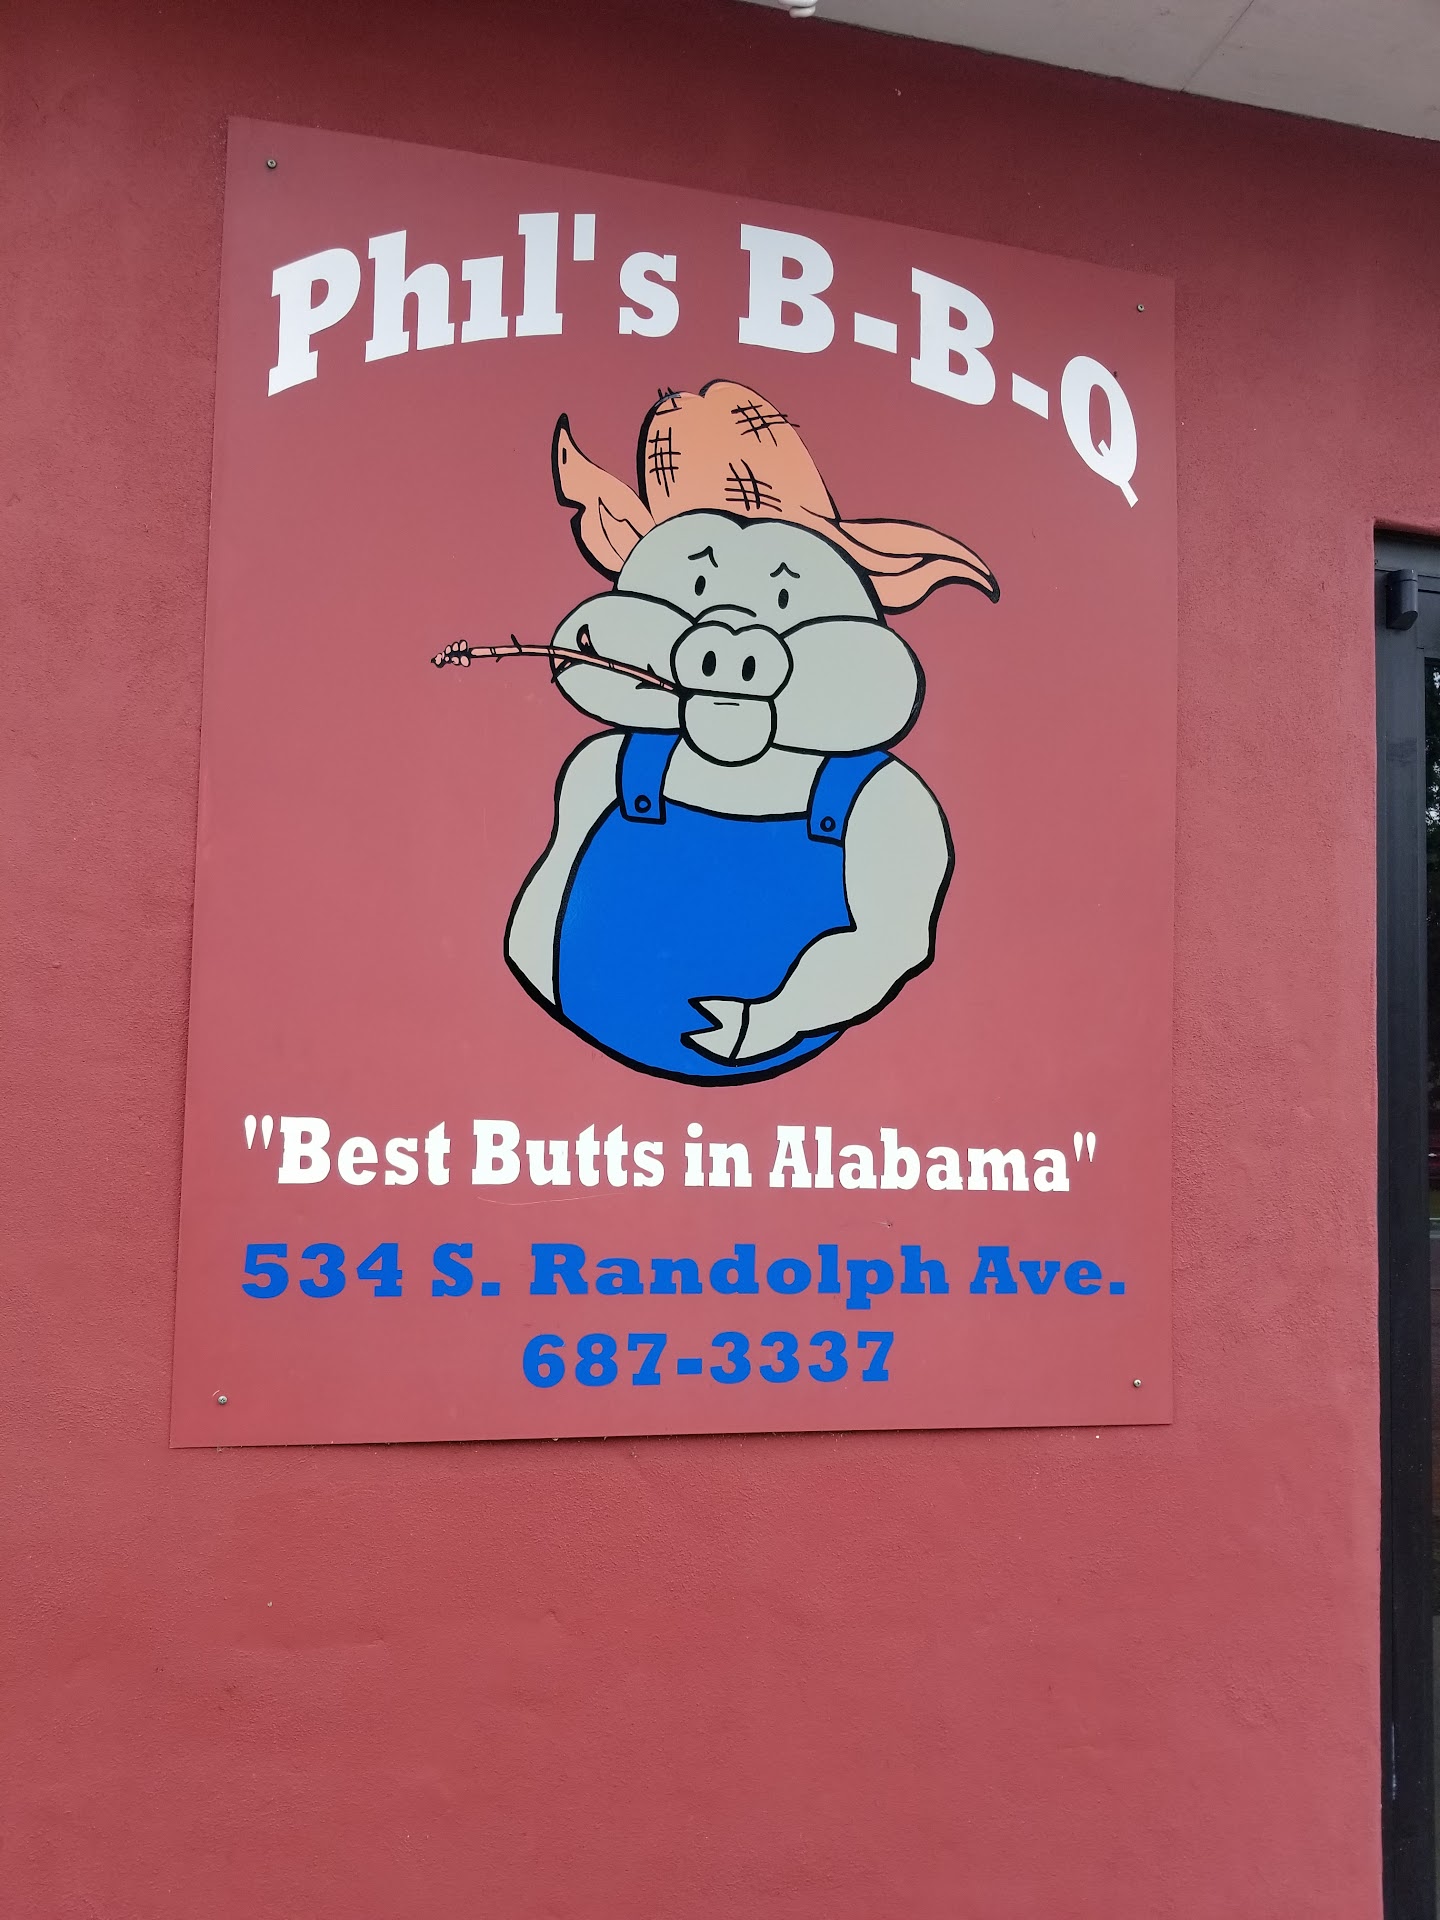 Phil's B-B-Q
"Best Butts in Alabama"
534 S. Randolph Ave.
687-3337